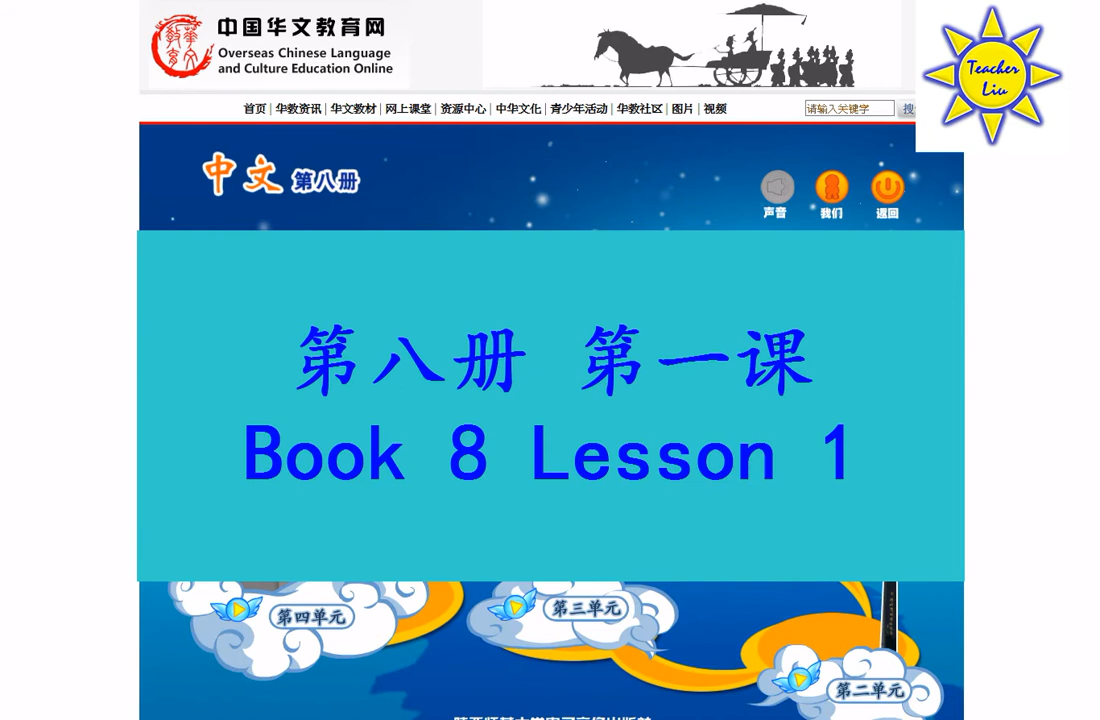 中国华文教育网
Overseas Chinese Language
and Culture Education Online
Teacher
Liu
首页 | 华教资讯 | 华文教材 | 网上课堂 | 资源中心 | 中华文化 | 青少年活动 | 华教社区 | 图片 | 视频
请输入关键字
搜
中文 第八册
声音 我们 返回
第八册 第一课
Book 8 Lesson 1
第四单元
第三单元
第二单元